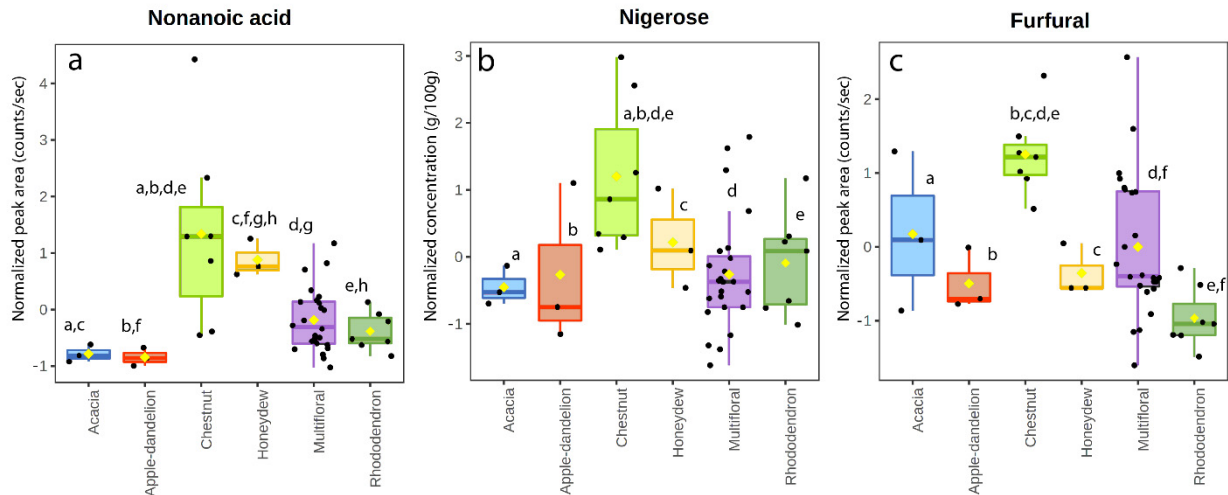 Nonanoic acid
a
Normalized peak area (counts/sec)
4
3
2
1
0
-1
a,c
b,f
a,b,d,e
c,f,g,h
d,g
e,h
Acacia
Apple-dandelion
Chestnut
Honeydew
Multifloral
Rhododendron
Nigerose
b
Normalized concentration (g/100g)
3
2
1
0
-1
a
b
a,b,d,e
c
d
e
Acacia
Apple-dandelion
Chestnut
Honeydew
Multifloral
Rhododendron
Furfural
c
Normalized peak area (counts/sec)
2
1
0
-1
a
b
b,c,d,e
c
d,f
e,f
Acacia
Apple-dandelion
Chestnut
Honeydew
Multifloral
Rhododendron